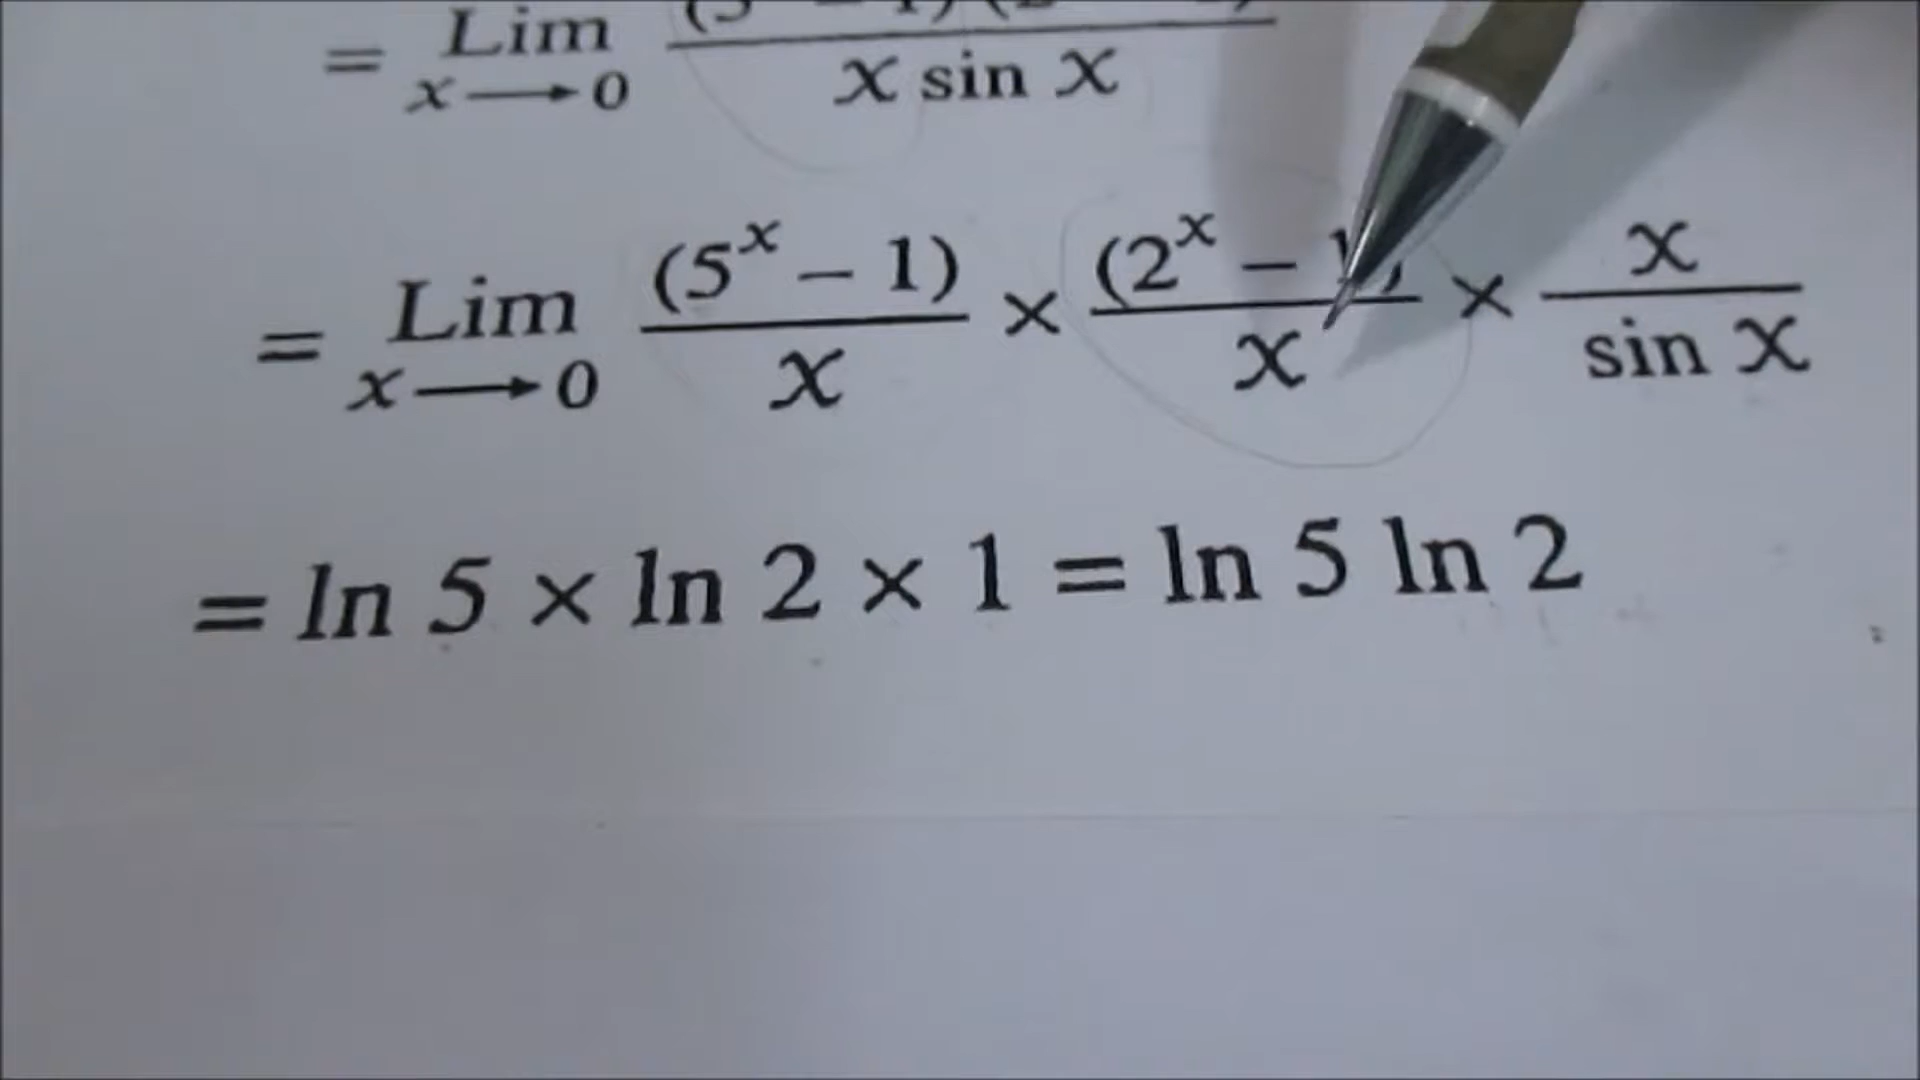 = Lim x→0 x sin x
= Lim x→0 (5^x – 1)/x × (2^x – 1)/x × x/sin x
= ln 5 × ln 2 × 1 = ln 5 ln 2